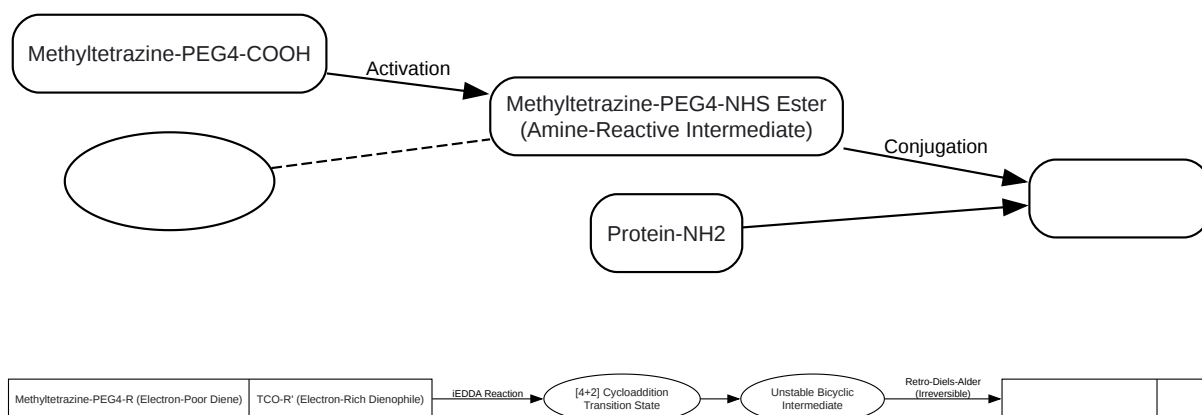 Methyltetrazine-PEG4-COOH
Activation
Methyltetrazine-PEG4-NHS Ester
(Amine-Reactive Intermediate)
Conjugation
Protein-NH2
Methyltetrazine-PEG4-R (Electron-Poor Diene)
TCO-R' (Electron-Rich Dienophile)
iEDDA Reaction
[4+2] Cycloaddition
Transition State
Unstable Bicyclic
Intermediate
Retro-Diels-Alder
(Irreversible)